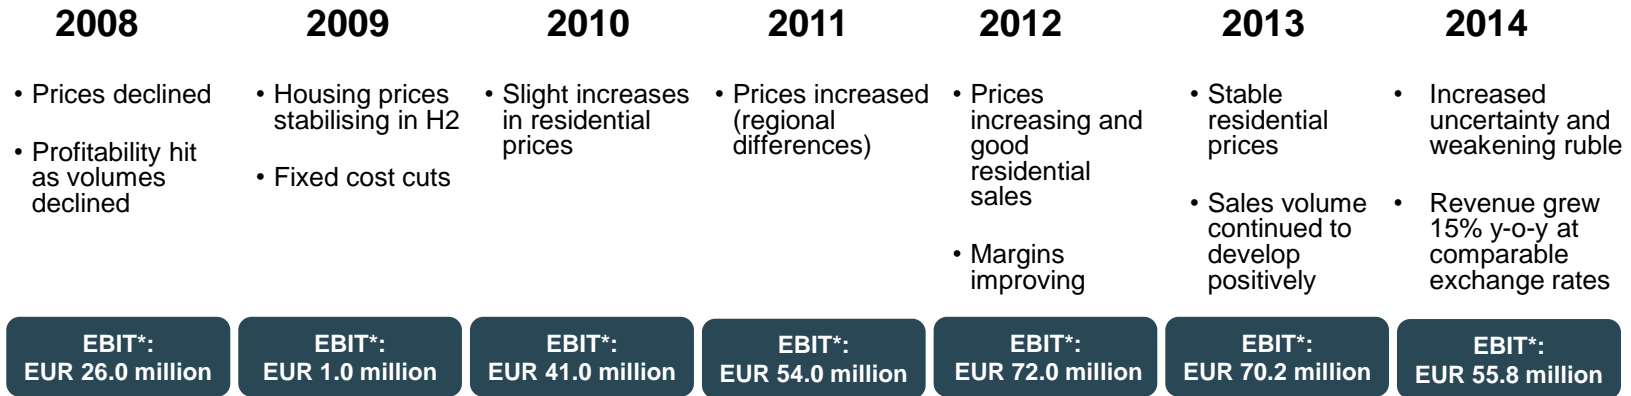 2008
2009
2010
2011
2012
2013
2014
• Prices declined
• Profitability hit
as volumes
declined
• Housing prices
stabilising in H2
• Fixed cost cuts
• Slight increases
in residential
prices
• Prices increased
(regional
differences)
• Prices
increasing and
good
residential
sales
• Margins
improving
• Stable
residential
prices
• Sales volume
continued to
develop
positively
• Increased
uncertainty and
weakening ruble
• Revenue grew
15% y-o-y at
comparable
exchange rates
EBIT*:
EUR 26.0 million
EBIT*:
EUR 1.0 million
EBIT*:
EUR 41.0 million
EBIT*:
EUR 54.0 million
EBIT*:
EUR 72.0 million
EBIT*:
EUR 70.2 million
EBIT*:
EUR 55.8 million